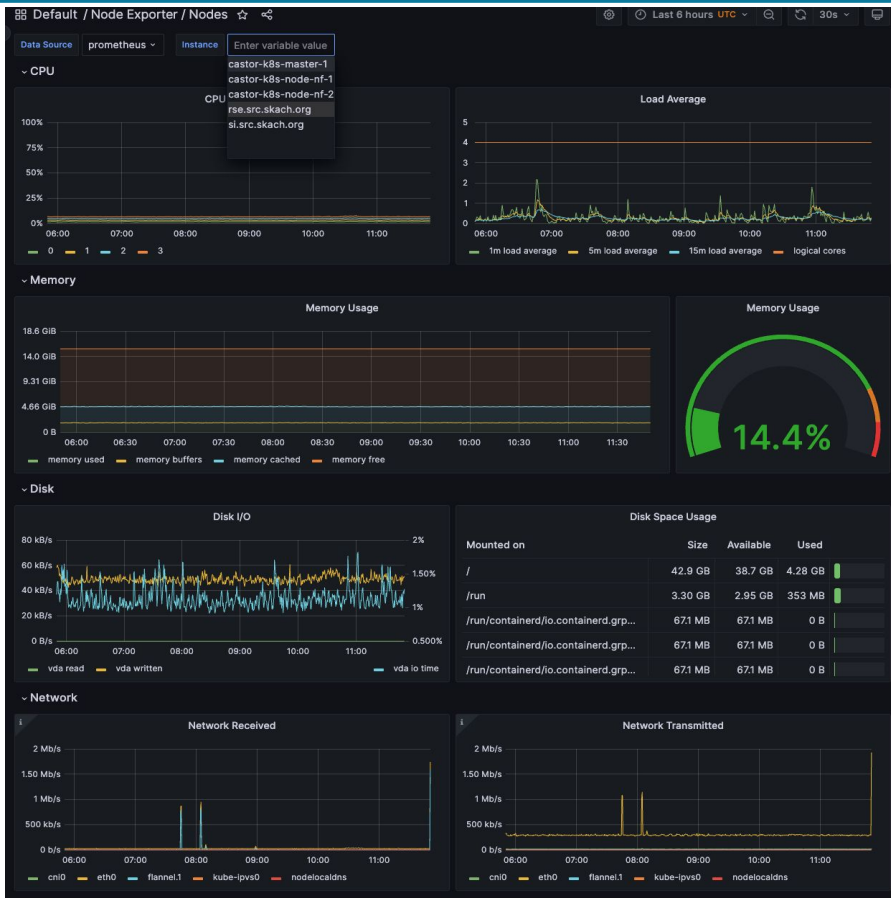 Default / Node Exporter / Nodes
Last 6 hours UTC
30s
Data Source
prometheus
Instance
Enter variable value
castor-k8s-master-1
castor-k8s-node-nf-1
castor-k8s-node-nf-2
rse.src.skach.org
si.src.skach.org
CPU
CPU
100%
75%
50%
25%
0%
06:00 07:00 08:00 09:00 10:00 11:00
0 1 2 3
Load Average
5
4
3
2
1
0
06:00 07:00 08:00 09:00 10:00 11:00
1m load average 5m load average 15m load average logical cores
Memory
Memory Usage
18.6 GiB
14.0 GiB
9.31 GiB
4.66 GiB
0 B
06:00 06:30 07:00 07:30 08:00 08:30 09:00 09:30 10:00 10:30 11:00 11:30
memory used memory buffers memory cached memory free
Memory Usage
14.4%
Disk
Disk I/O
80 kB/s
60 kB/s
40 kB/s
20 kB/s
0 B/s
2%
1.50%
1%
0.500%
06:00 07:00 08:00 09:00 10:00 11:00
vda read vda written vda io time
Disk Space Usage
Mounted on Size Available Used
/ 42.9 GB 38.7 GB 4.28 GB
/run 3.30 GB 2.95 GB 353 MB
/run/containerd/io.containerd.grp... 67.1 MB 67.1 MB 0 B
/run/containerd/io.containerd.grp... 67.1 MB 67.1 MB 0 B
/run/containerd/io.containerd.grp... 67.1 MB 67.1 MB 0 B
Network
i
Network Received
2 Mb/s
1.50 Mb/s
1 Mb/s
500 kb/s
0 b/s
06:00 07:00 08:00 09:00 10:00 11:00
cni0 eth0 flannel.1 kube-ipvs0 nodelocaldns
i
Network Transmitted
2 Mb/s
1.50 Mb/s
1 Mb/s
500 kb/s
0 b/s
06:00 07:00 08:00 09:00 10:00 11:00
cni0 eth0 flannel.1 kube-ipvs0 nodelocaldns